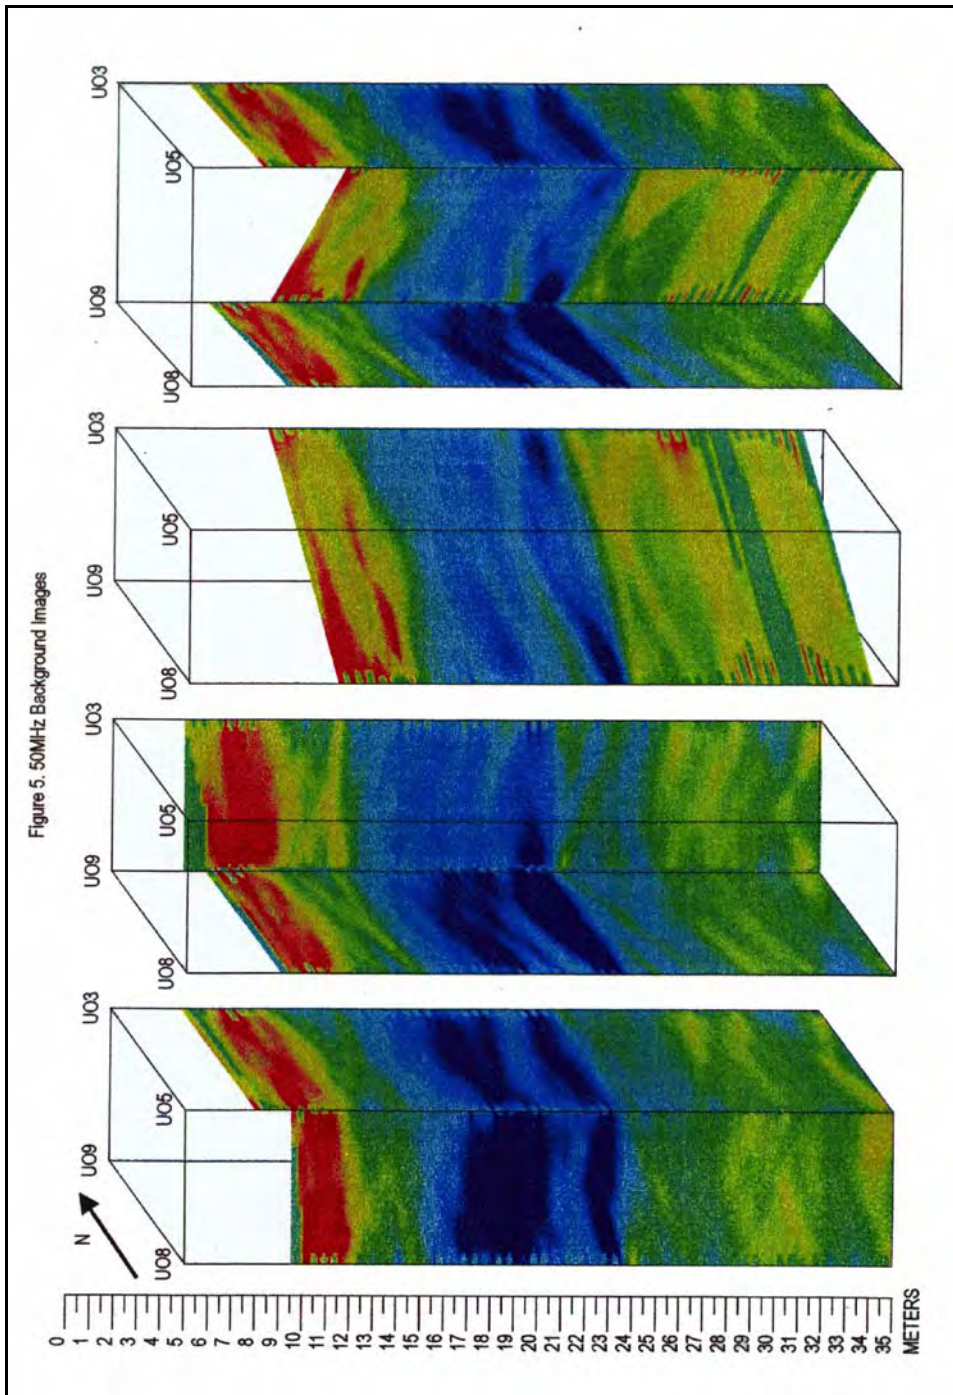 Figure 5. 50MHz Background Images
0
1
2
3
4
5
6
7
8
9
10
11
12
13
14
15
16
17
18
19
20
21
22
23
24
25
26
27
28
29
30
31
32
33
34
35
METERS
N
UO9
UO3
UO8
UO5
UO9
UO3
UO8
UO5
UO9
UO3
UO8
UO5
UO9
UO3
UO8
UO5